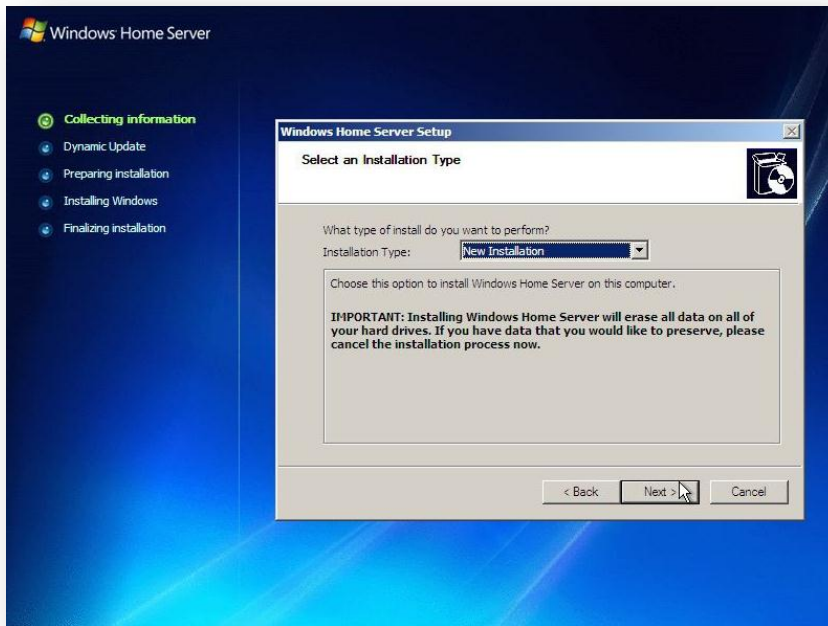 Windows Home Server
Collecting information
Dynamic Update
Preparing installation
Installing Windows
Finalizing installation
Windows Home Server Setup
Select an Installation Type
What type of install do you want to perform?
Installation Type: New Installation
Choose this option to install Windows Home Server on this computer.
IMPORTANT: Installing Windows Home Server will erase all data on all of
your hard drives. If you have data that you would like to preserve, please
cancel the installation process now.
< Back Next > Cancel